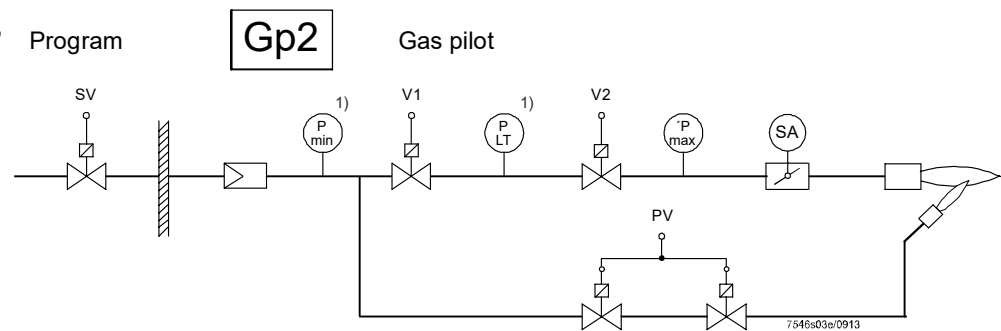 Program Gp2 Gas pilot
SV
1)
V1
1)
V2
P
min
P
LT
'P
max
SA
PV
7546s03e/0913